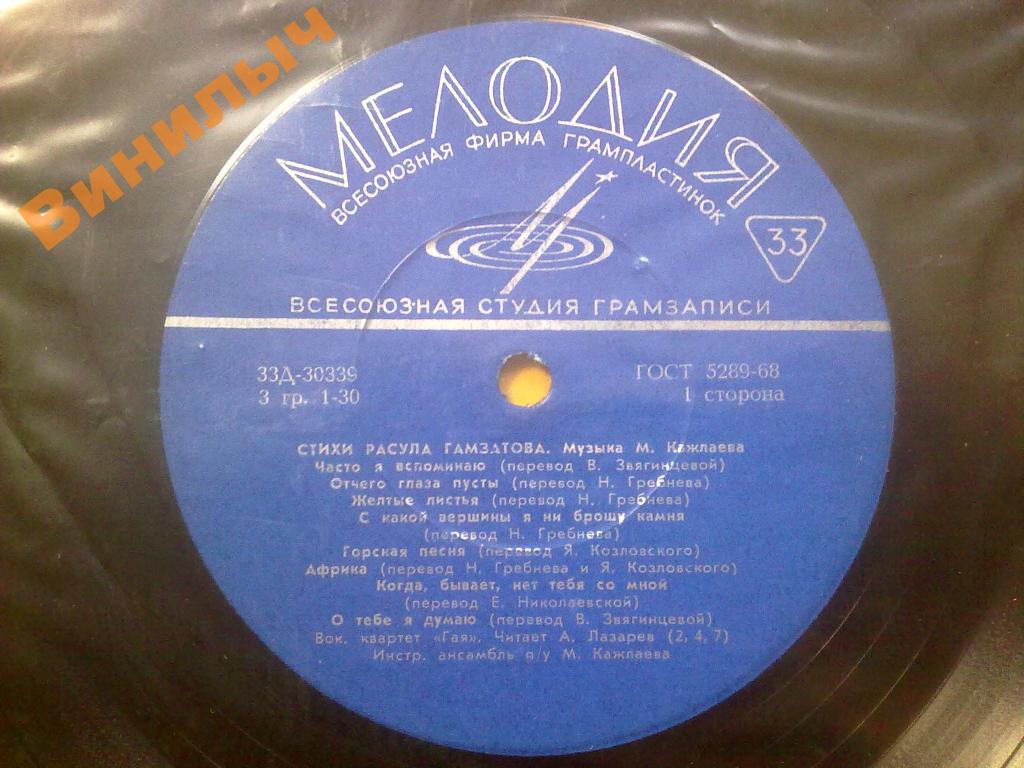 Винилыч
МЕЛОДИЯ
ВСЕСОЮЗНАЯ ФИРМА ГРАМПЛАСТИНОК
33
ВСЕСОЮЗНАЯ СТУДИЯ ГРАМЗАПИСИ
33Д-30339 ГОСТ 5289-68
3 гр. 1-30 1 сторона
СТИХИ РАСУЛА ГАМЗАТОВА. Музыка М. Кажлаева
Часто я вспоминаю (перевод В. Звягинцевой)
Отчего глаза пусты (перевод Н. Гребнева)
Желтые листья (перевод Н. Гребнева)
С какой вершины я ни брошу камня
(перевод Н. Гребнева)
Горская песня (перевод Я. Козловского)
Африка (перевод Н. Гребнева и Я. Козловского)
Когда, бывает, нет тебя со мной
(перевод Е. Николаевской)
О тебе я думаю (перевод В. Звягинцевой)
Вок. квартет «Гая». Читает А. Лазарев (2, 4, 7)
Инстр. ансамбль п/у М. Кажлаева